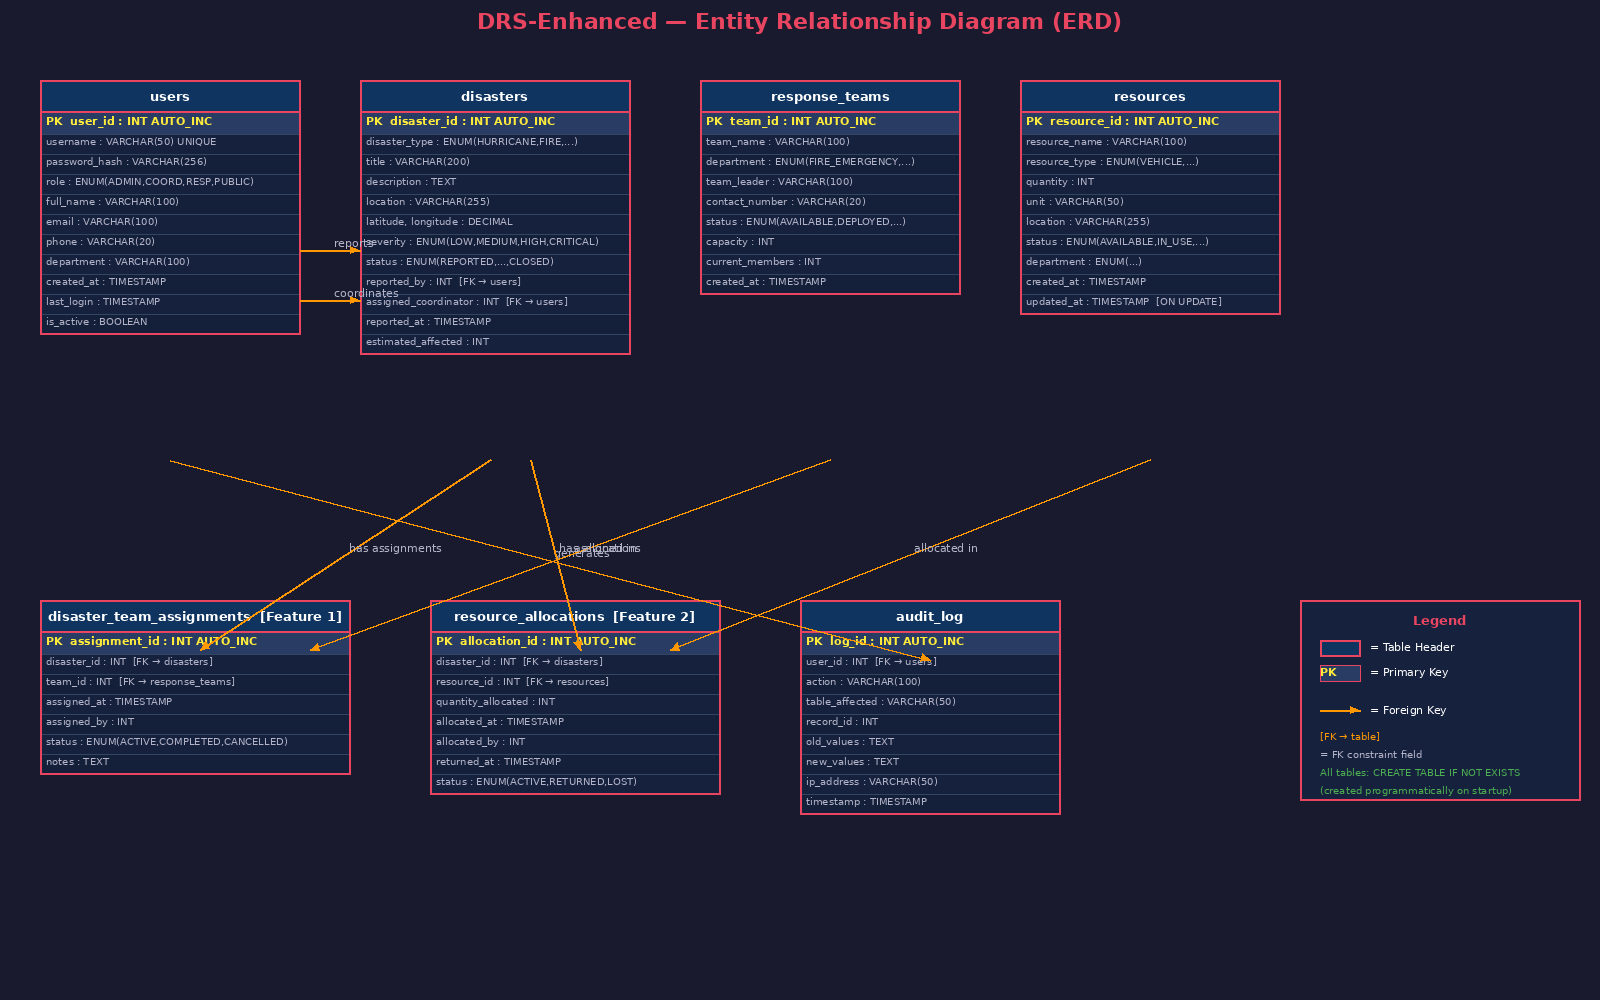 DRS-Enhanced — Entity Relationship Diagram (ERD)
users
PK user_id : INT AUTO_INC
username : VARCHAR(50) UNIQUE
password_hash : VARCHAR(256)
role : ENUM(ADMIN,COORD,RESP,PUBLIC)
full_name : VARCHAR(100)
email : VARCHAR(100)
phone : VARCHAR(20)
department : VARCHAR(100)
created_at : TIMESTAMP
last_login : TIMESTAMP
is_active : BOOLEAN
reports
coordinates
disasters
PK disaster_id : INT AUTO_INC
disaster_type : ENUM(HURRICANE,FIRE,...)
title : VARCHAR(200)
description : TEXT
location : VARCHAR(255)
latitude, longitude : DECIMAL
severity : ENUM(LOW,MEDIUM,HIGH,CRITICAL)
status : ENUM(REPORTED,...,CLOSED)
reported_by : INT [FK → users]
assigned_coordinator : INT [FK → users]
reported_at : TIMESTAMP
estimated_affected : INT
response_teams
PK team_id : INT AUTO_INC
team_name : VARCHAR(100)
department : ENUM(FIRE_EMERGENCY,...)
team_leader : VARCHAR(100)
contact_number : VARCHAR(20)
status : ENUM(AVAILABLE,DEPLOYED,...)
capacity : INT
current_members : INT
created_at : TIMESTAMP
resources
PK resource_id : INT AUTO_INC
resource_name : VARCHAR(100)
resource_type : ENUM(VEHICLE,...)
quantity : INT
unit : VARCHAR(50)
location : VARCHAR(255)
status : ENUM(AVAILABLE,IN_USE,...)
department : ENUM(...)
created_at : TIMESTAMP
updated_at : TIMESTAMP [ON UPDATE]
has assignments
has allocations
generates
allocated in
disaster_team_assignments [Feature 1]
PK assignment_id : INT AUTO_INC
disaster_id : INT [FK → disasters]
team_id : INT [FK → response_teams]
assigned_at : TIMESTAMP
assigned_by : INT
status : ENUM(ACTIVE,COMPLETED,CANCELLED)
notes : TEXT
resource_allocations [Feature 2]
PK allocation_id : INT AUTO_INC
disaster_id : INT [FK → disasters]
resource_id : INT [FK → resources]
quantity_allocated : INT
allocated_at : TIMESTAMP
allocated_by : INT
returned_at : TIMESTAMP
status : ENUM(ACTIVE,RETURNED,LOST)
audit_log
PK log_id : INT AUTO_INC
user_id : INT [FK → users]
action : VARCHAR(100)
table_affected : VARCHAR(50)
record_id : INT
old_values : TEXT
new_values : TEXT
ip_address : VARCHAR(50)
timestamp : TIMESTAMP
Legend
= Table Header
PK = Primary Key
= Foreign Key
[FK → table]
= FK constraint field
All tables: CREATE TABLE IF NOT EXISTS
(created programmatically on startup)